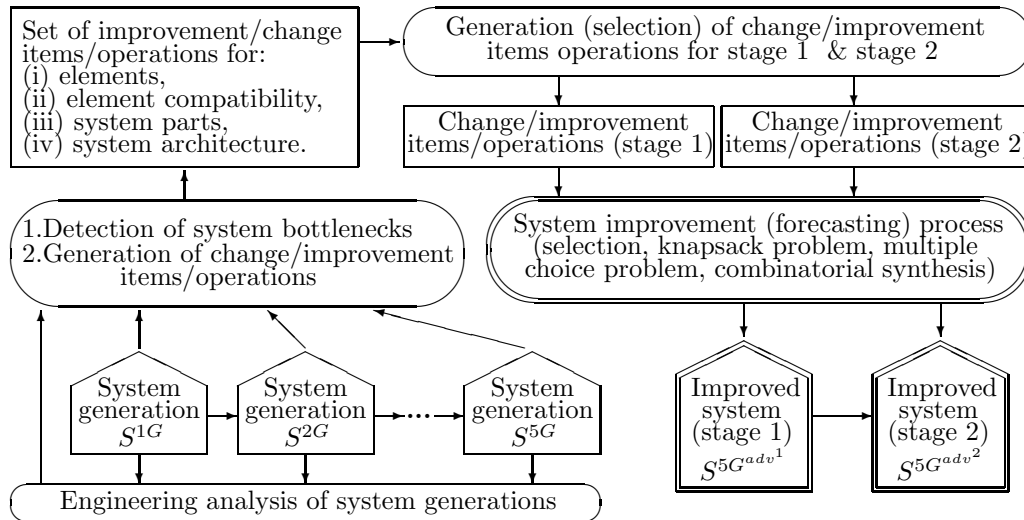 Set of improvement/change
items/operations for:
(i) elements,
(ii) element compatibility,
(iii) system parts,
(iv) system architecture.
Generation (selection) of change/improvement
items operations for stage 1 & stage 2
Change/improvement
items/operations (stage 1)
Change/improvement
items/operations (stage 2)
1.Detection of system bottlenecks
2.Generation of change/improvement
items/operations
System improvement (forecasting) process
(selection, knapsack problem, multiple
choice problem, combinatorial synthesis)
System
generation
S^{1G}
System
generation
S^{2G}
...
System
generation
S^{5G}
Improved
system
(stage 1)
S^{5G^{adv^1}}
Improved
system
(stage 2)
S^{5G^{adv^2}}
Engineering analysis of system generations